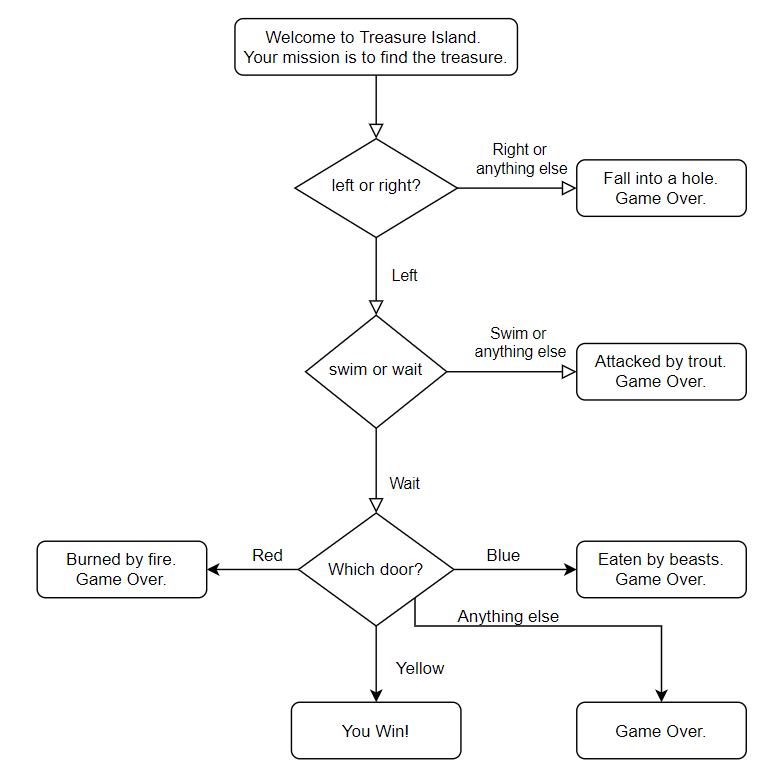 Welcome to Treasure Island.
Your mission is to find the treasure.
left or right?
Right or
anything else
Fall into a hole.
Game Over.
Left
swim or wait
Swim or
anything else
Attacked by trout.
Game Over.
Wait
Burned by fire.
Game Over.
Red
Which door?
Blue
Eaten by beasts.
Game Over.
Anything else
Yellow
You Win!
Game Over.